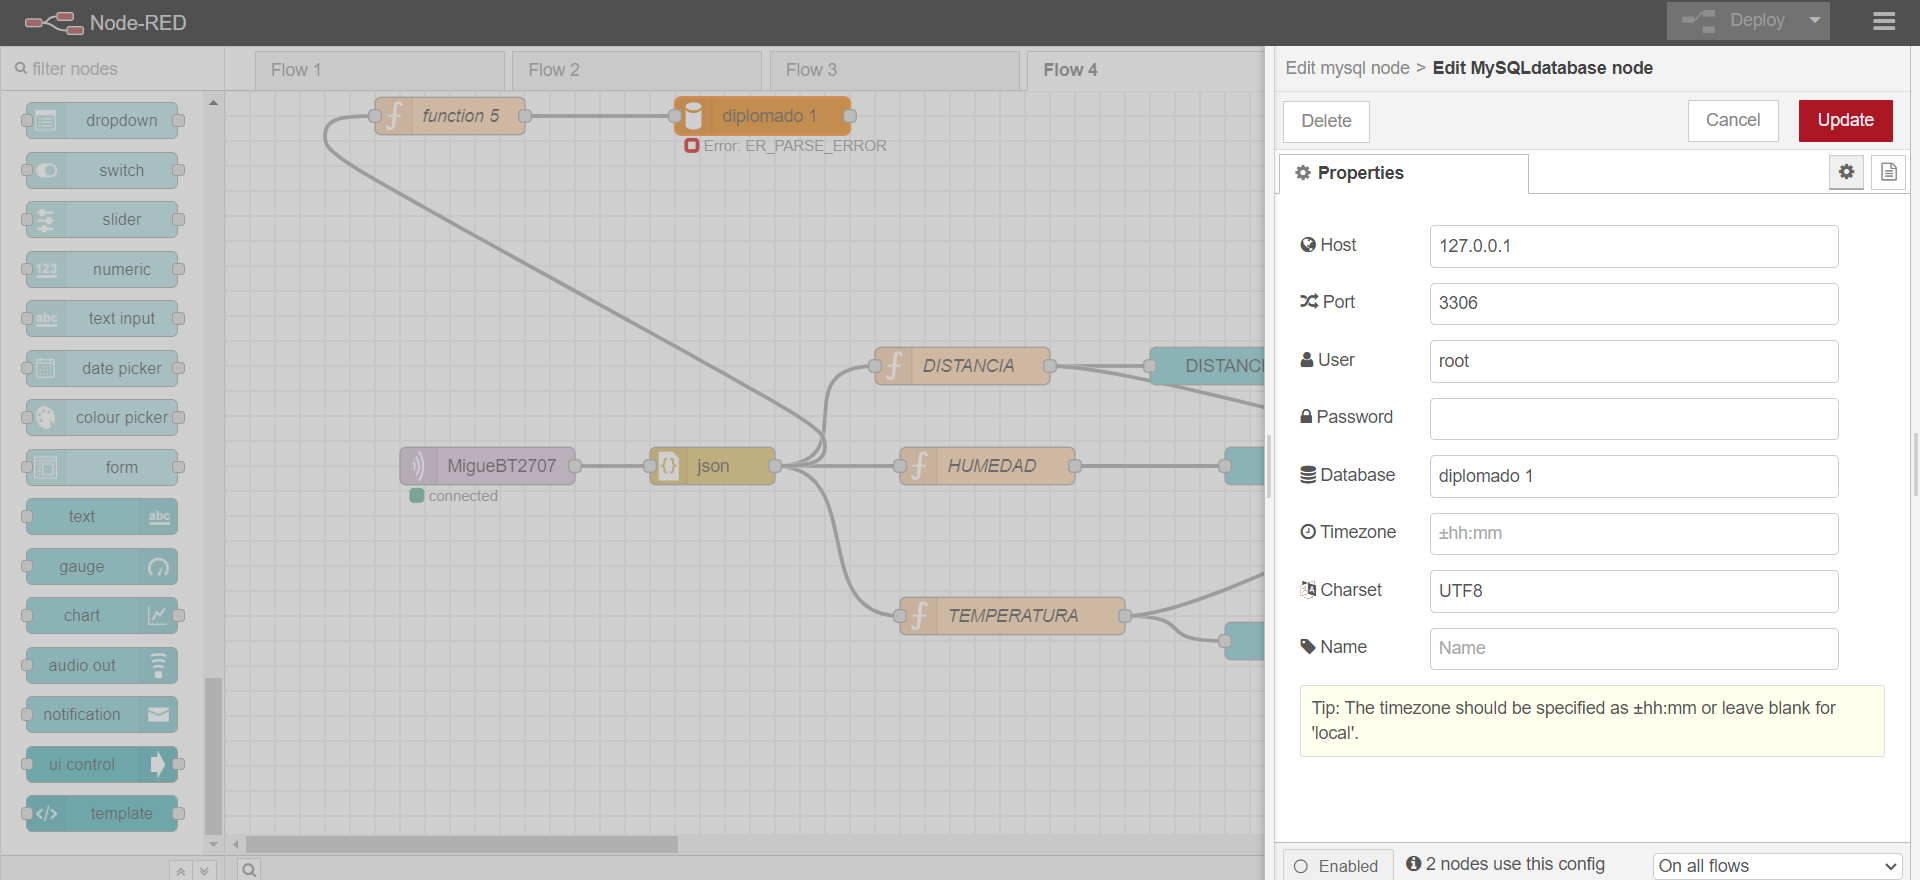 Node-RED
Deploy
filter nodes
Flow 1
Flow 2
Flow 3
Flow 4
dropdown
switch
slider
123
numeric
abc
text input
date picker
colour picker
form
text
abc
gauge
chart
audio out
notification
ui control
template
function 5
diplomado 1
Error: ER_PARSE_ERROR
MigueBT2707
connected
json
DISTANCIA
DISTANCI
HUMEDAD
TEMPERATURA
Edit mysql node > Edit MySQLdatabase node
Delete
Cancel
Update
Properties
Host
127.0.0.1
Port
3306
User
root
Password
Database
diplomado 1
Timezone
±hh:mm
Charset
UTF8
Name
Name
Tip: The timezone should be specified as ±hh:mm or leave blank for
'local'.
Enabled
2 nodes use this config
On all flows